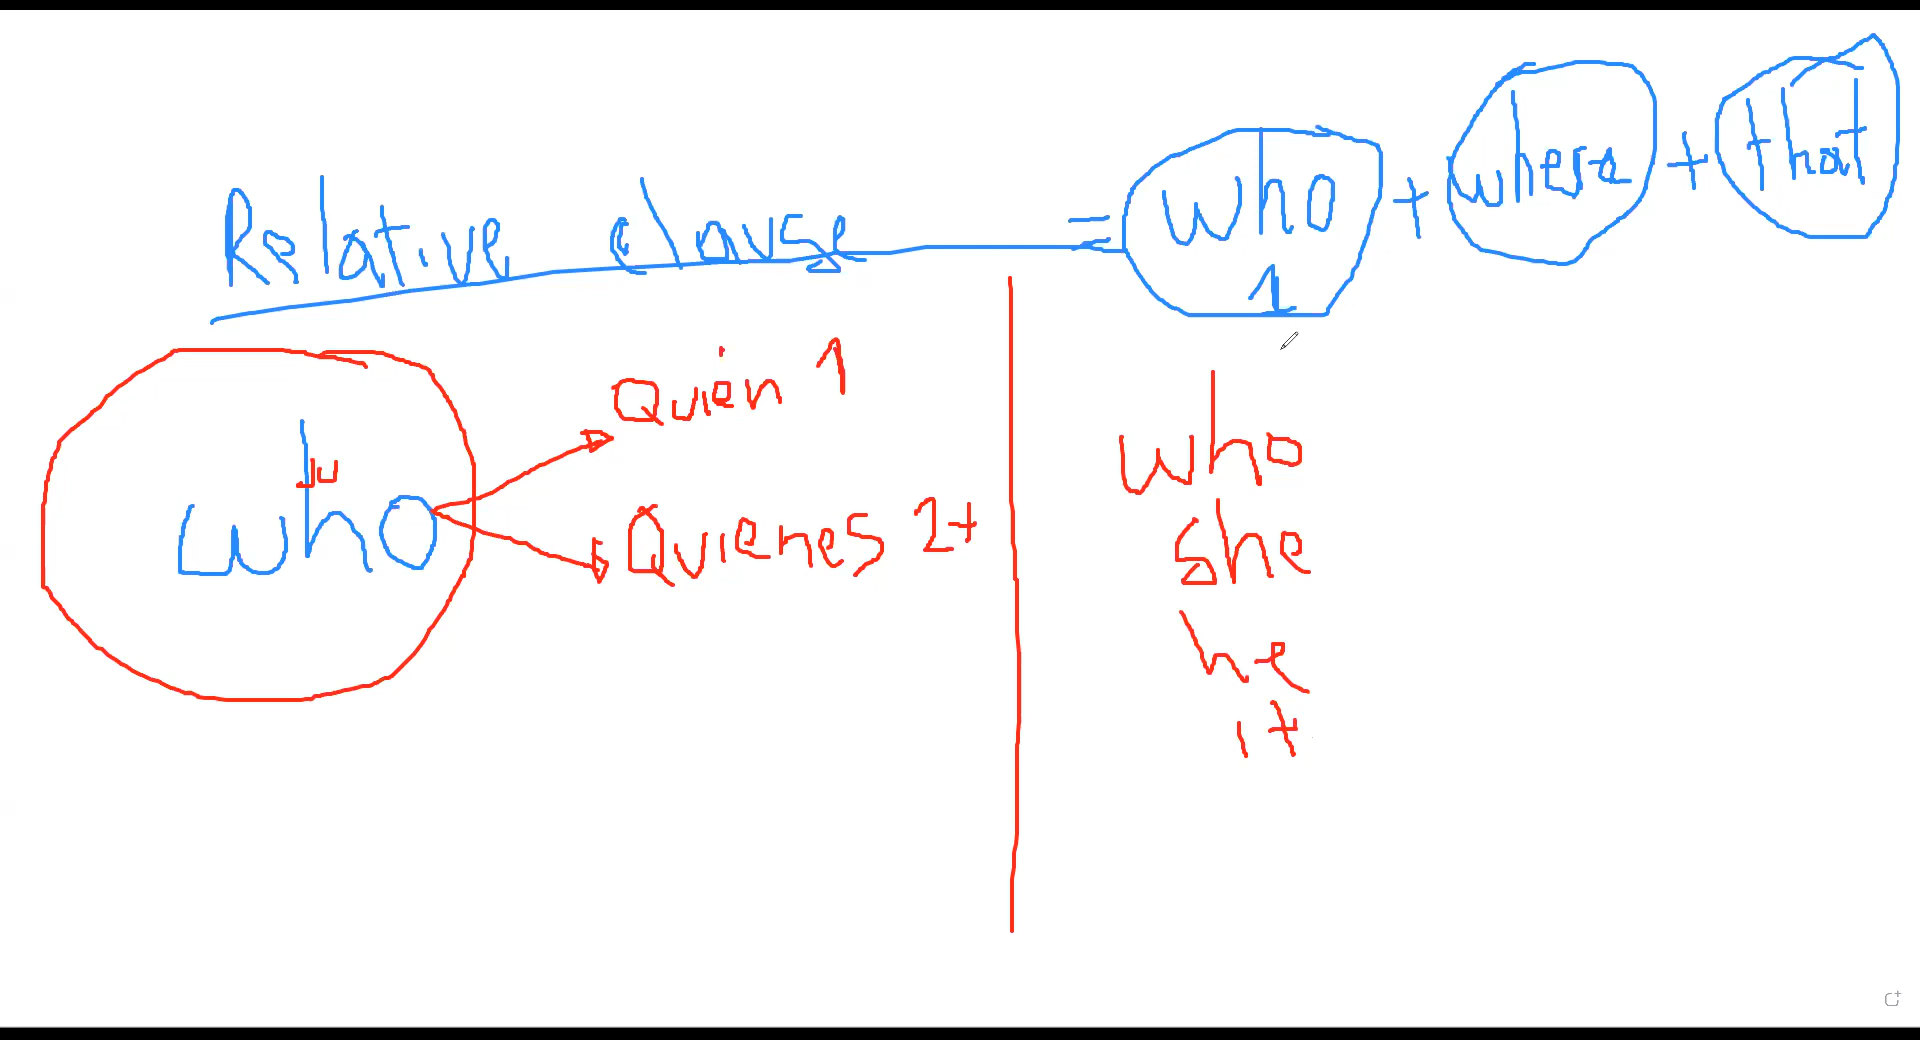 Relative clause = who + where + that
1
who
Ju
Quién 1
Quienes 2+
who
she
he
it